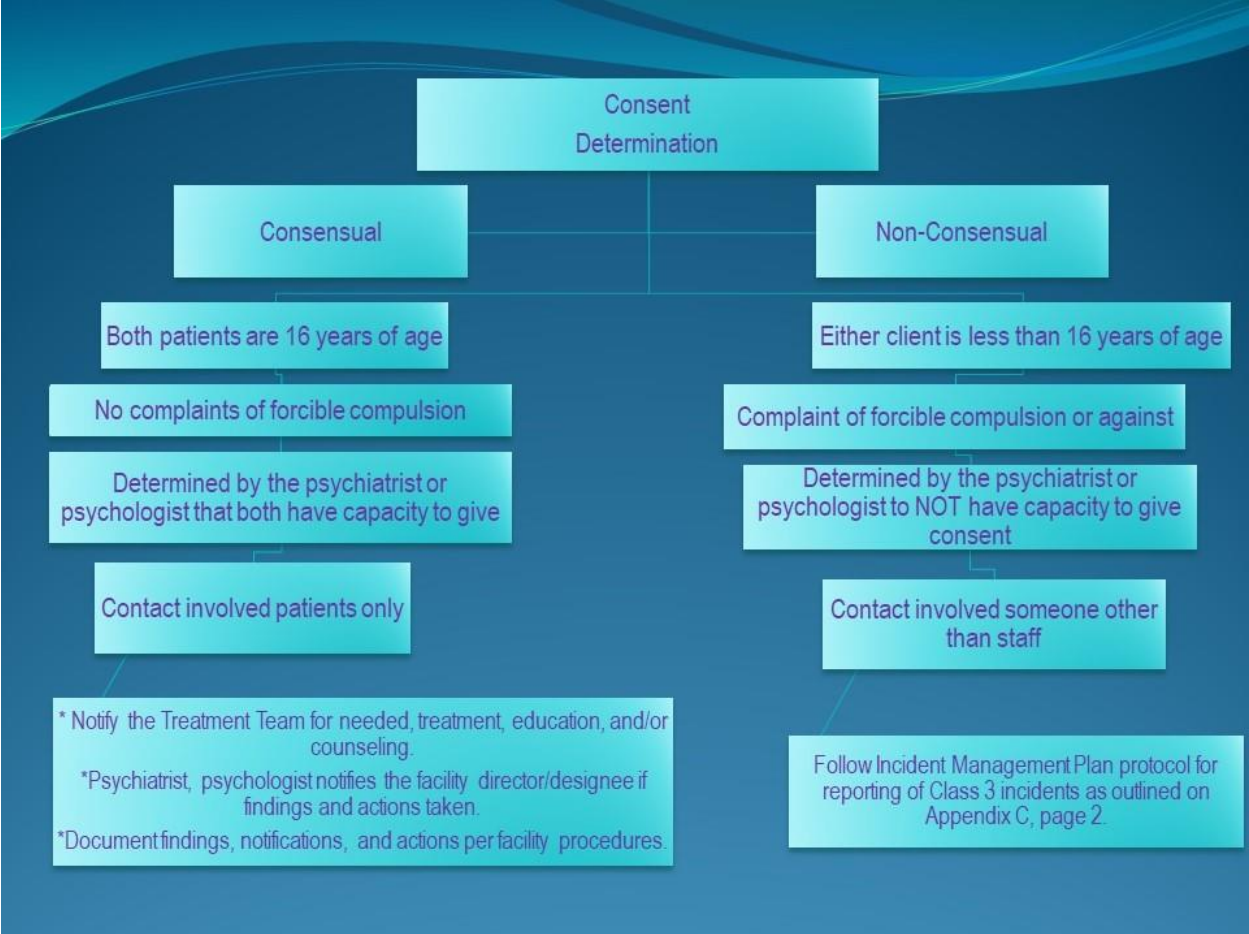 Consent
Determination
Consensual
Non-Consensual
Both patients are 16 years of age
No complaints of forcible compulsion
Determined by the psychiatrist or
psychologist that both have capacity to give
Contact involved patients only
* Notify the Treatment Team for needed, treatment, education, and/or
counseling.
*Psychiatrist, psychologist notifies the facility director/designee if
findings and actions taken.
*Document findings, notifications, and actions per facility procedures.
Either client is less than 16 years of age
Complaint of forcible compulsion or against
Determined by the psychiatrist or
psychologist to NOT have capacity to give
consent
Contact involved someone other
than staff
Follow Incident Management Plan protocol for
reporting of Class 3 incidents as outlined on
Appendix C, page 2.